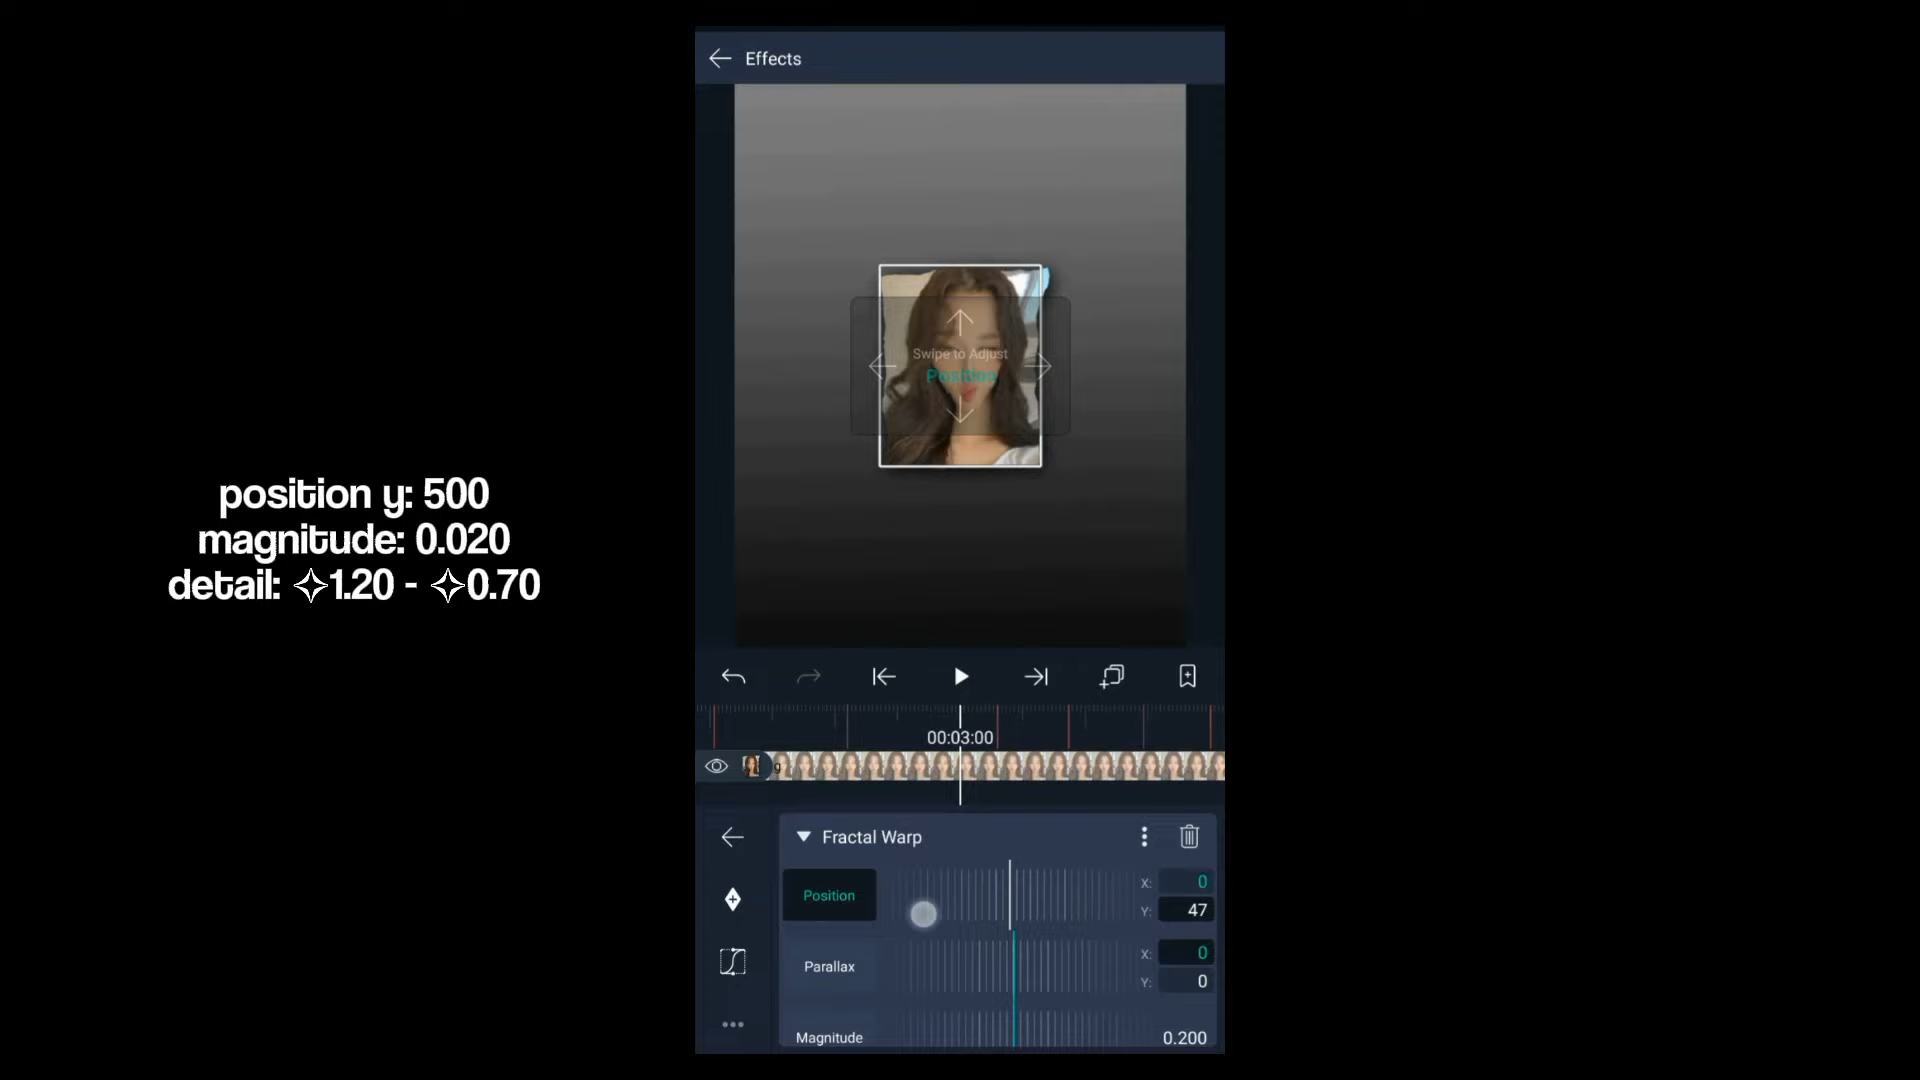 Effects
Swipe to Adjust
Position
position y: 500
magnitude: 0.020
detail: ✧1.20 - ✧0.70
00:03:00
g
Fractal Warp
Position
X: 0
Y: 47
Parallax
X: 0
Y: 0
Magnitude
0.200